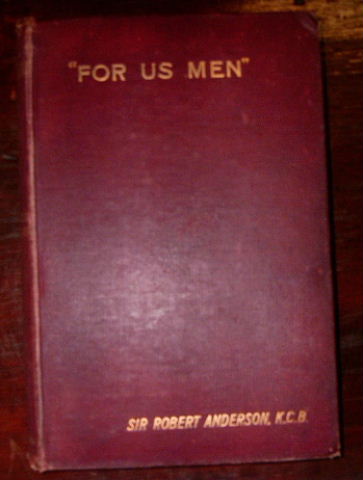 "FOR US MEN"
SIR ROBERT ANDERSON, K.C.B.